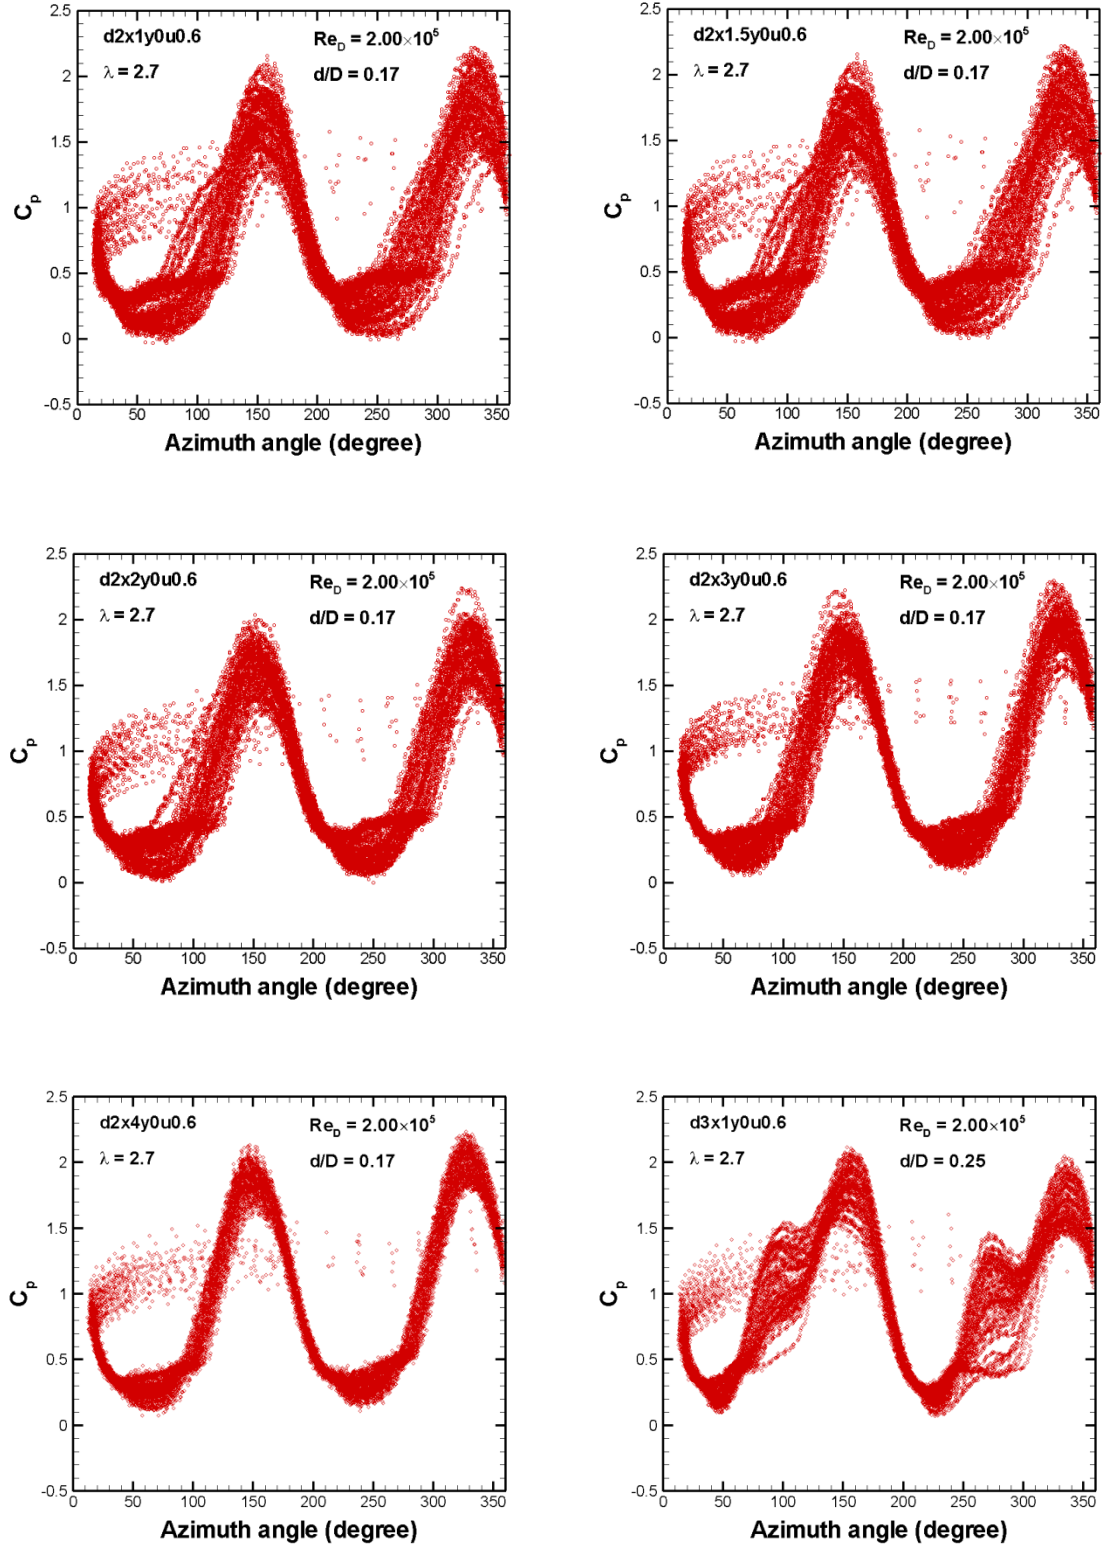 2.5
d2x1y0u0.6
Re_D = 2.00×10^5
λ = 2.7
d/D = 0.17
2
1.5
C_p
1
0.5
0
-0.5
50 100 150 200 250 300 350
Azimuth angle (degree)
2.5
d2x1.5y0u0.6
Re_D = 2.00×10^5
λ = 2.7
d/D = 0.17
2
1.5
C_p
1
0.5
0
-0.5
0 50 100 150 200 250 300 350
Azimuth angle (degree)
2.5
d2x2y0u0.6
Re_D = 2.00×10^5
λ = 2.7
d/D = 0.17
2
1.5
C_p
1
0.5
0
-0.5
0 50 100 150 200 250 300 350
Azimuth angle (degree)
2.5
d2x3y0u0.6
Re_D = 2.00×10^5
λ = 2.7
d/D = 0.17
2
1.5
C_p
1
0.5
0
-0.5
0 50 100 150 200 250 300 350
Azimuth angle (degree)
2.5
d2x4y0u0.6
Re_D = 2.00×10^5
λ = 2.7
d/D = 0.17
2
1.5
C_p
1
0.5
0
-0.5
0 50 100 150 200 250 300 350
Azimuth angle (degree)
2.5
d3x1y0u0.6
Re_D = 2.00×10^5
λ = 2.7
d/D = 0.25
2
1.5
C_p
1
0.5
0
-0.5
0 50 100 150 200 250 300 350
Azimuth angle (degree)